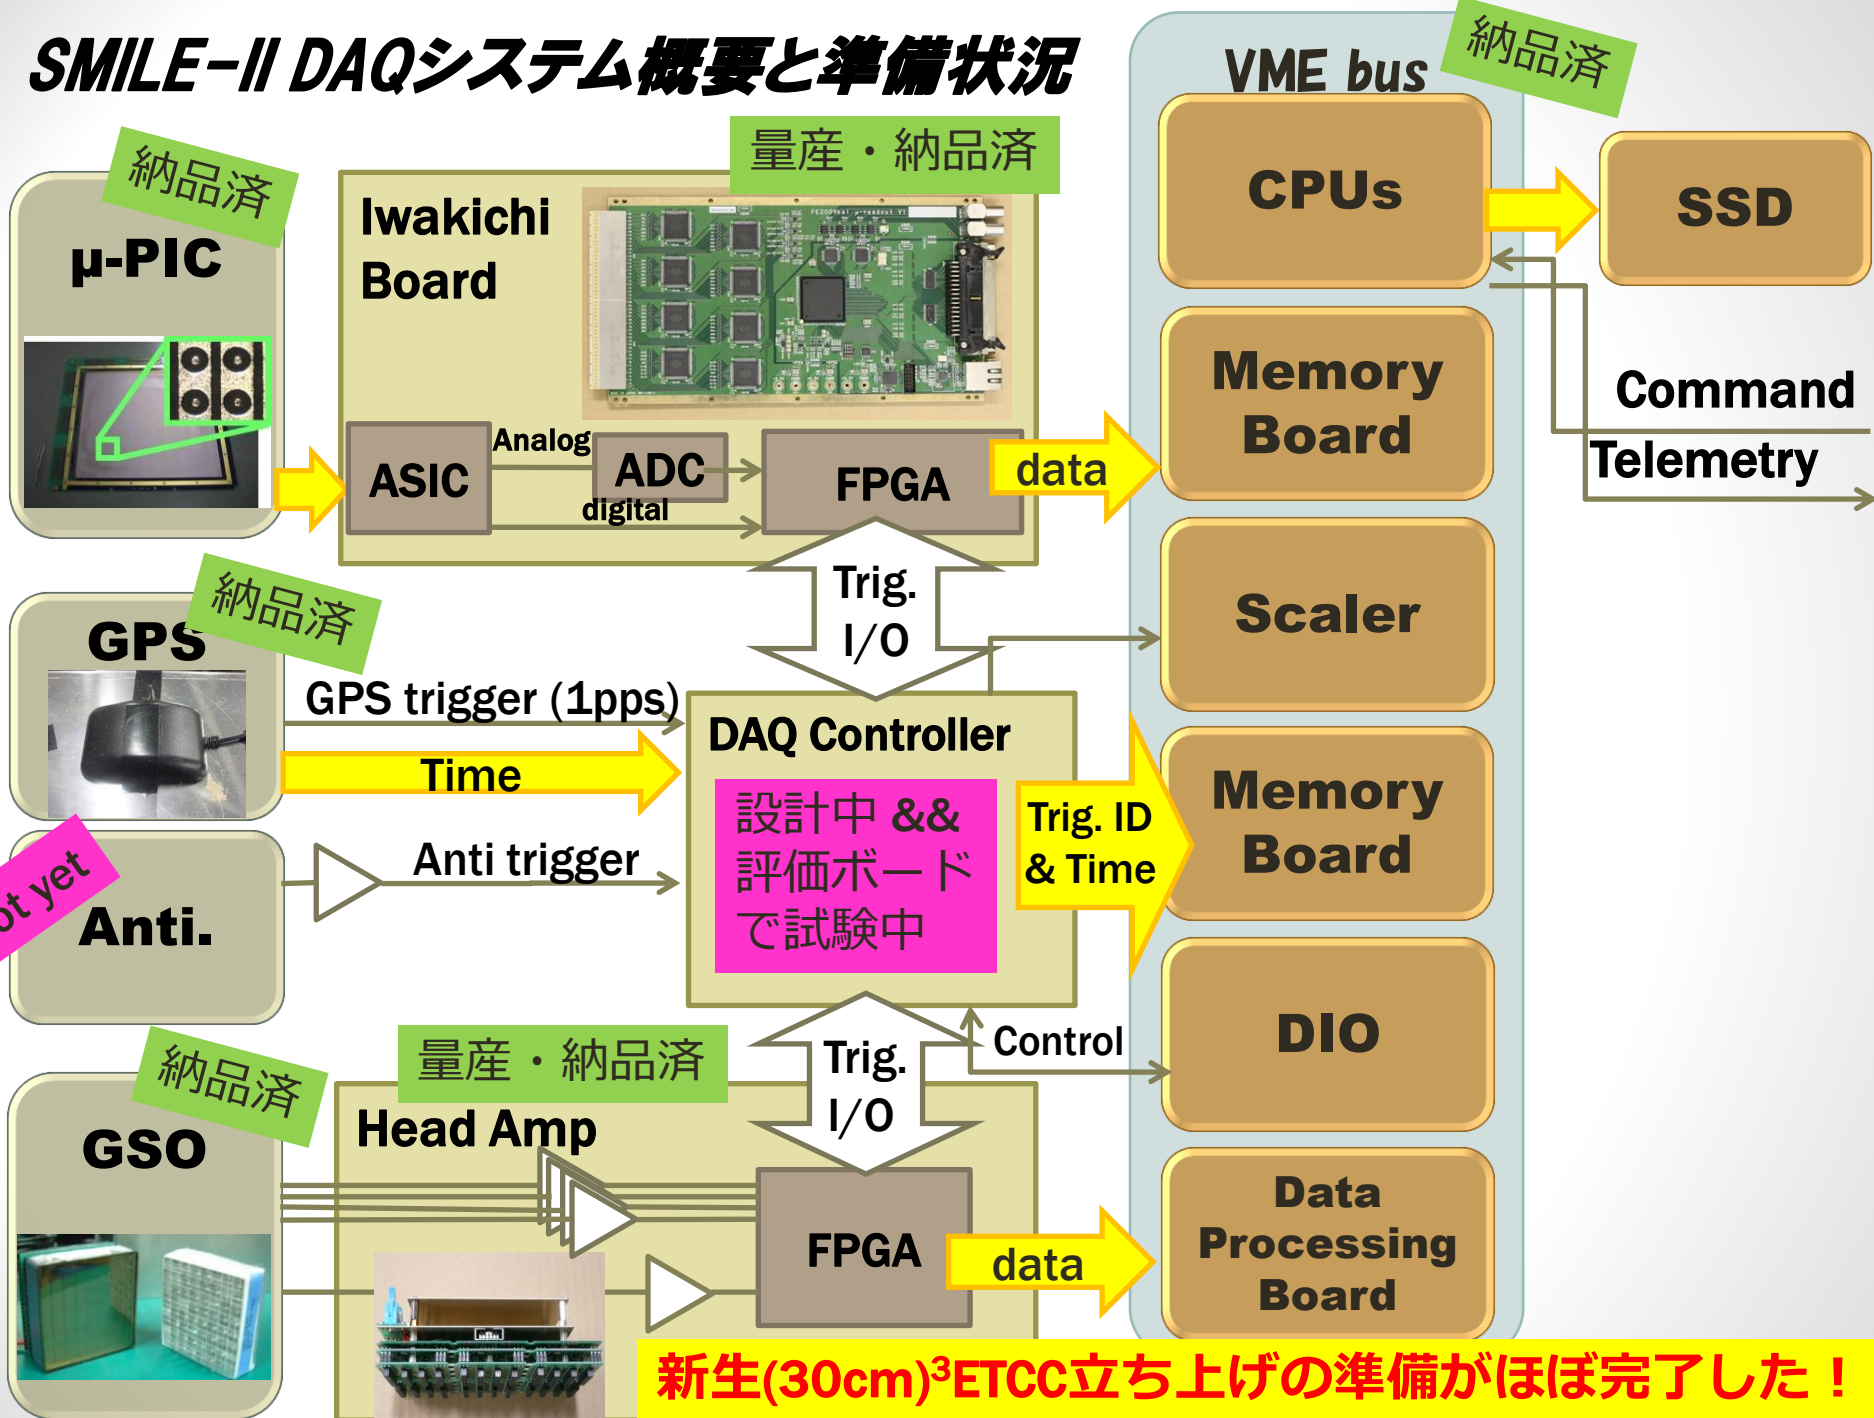 SMILE-II DAQシステム概要と準備状況
VME bus
納品済
量産・納品済
納品済
μ-PIC
Iwakichi
Board
CPUs
SSD
Memory
Board
Command
Telemetry
ASIC
Analog
ADC
digital
FPGA
data
納品済
GPS
Trig.
I/O
Scaler
GPS trigger (1pps)
Time
DAQ Controller
設計中 &&
評価ボード
で試験中
Trig. ID
& Time
Memory
Board
ot yet
Anti.
Anti trigger
DIO
Control
納品済
量産・納品済
Trig.
I/O
GSO
Head Amp
FPGA
data
Data
Processing
Board
新生(30cm)³ETCC立ち上げの準備がほぼ完了した！